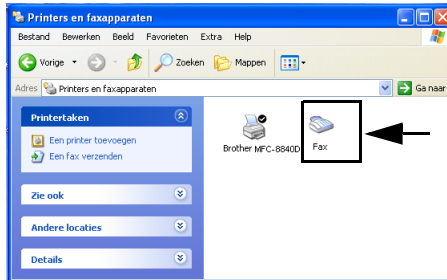 Printers en faxapparaten
Bestand Bewerken Beeld Favorieten Extra Help
Vorige Zoeken Mappen
Adres Printers en faxapparaten Ga naar
Printertaken
Een printer toevoegen
Een fax verzenden
Zie ook
Andere locaties
Details
Brother MFC-8840D
Fax